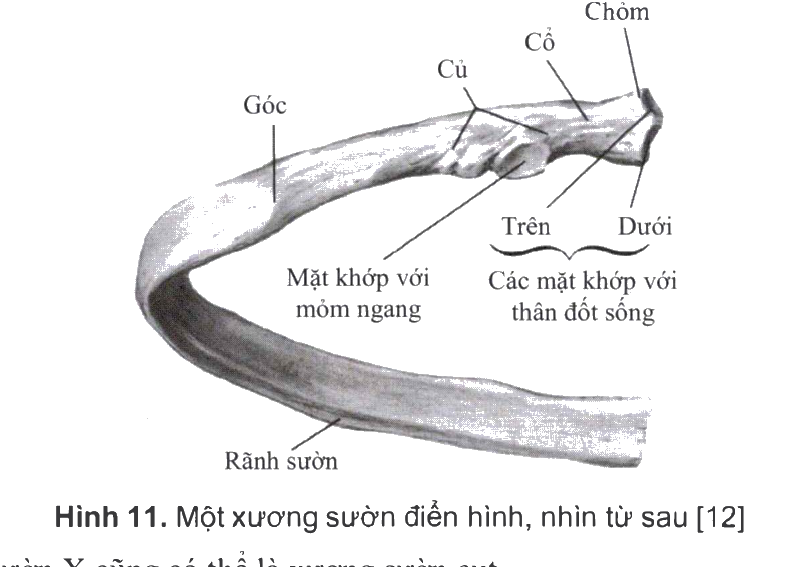 Chỏm
Cổ
Củ
Góc
Trên
Dưới
Mặt khớp với
mỏm ngang
Các mặt khớp với
thân đốt sống
Rãnh sườn
Hình 11. Một xương sườn điển hình, nhìn từ sau [12]